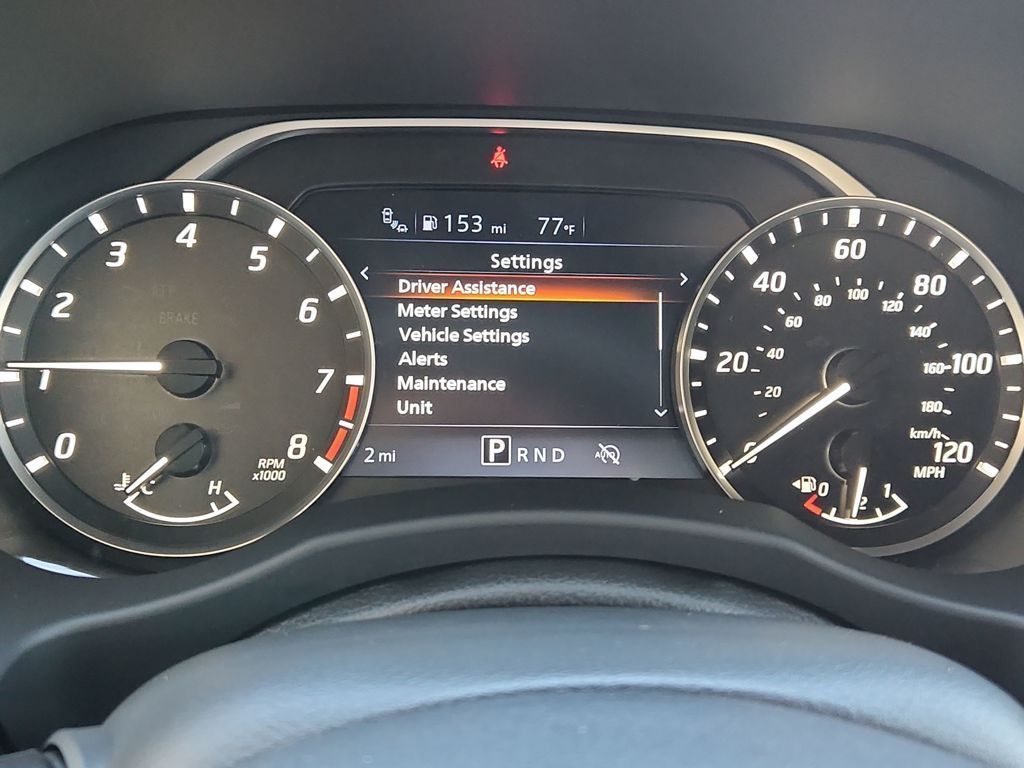 153 mi 77°F
Settings
Driver Assistance
Meter Settings
Vehicle Settings
Alerts
Maintenance
Unit
2 mi P R N D AUTO
0
1
2
3
4
5
6
7
8
RPM
x1000
BRAKE
C H
0
20
40
60
80
100
120
MPH
20
40
60
80
100
120
140
160
180
km/h
0 1